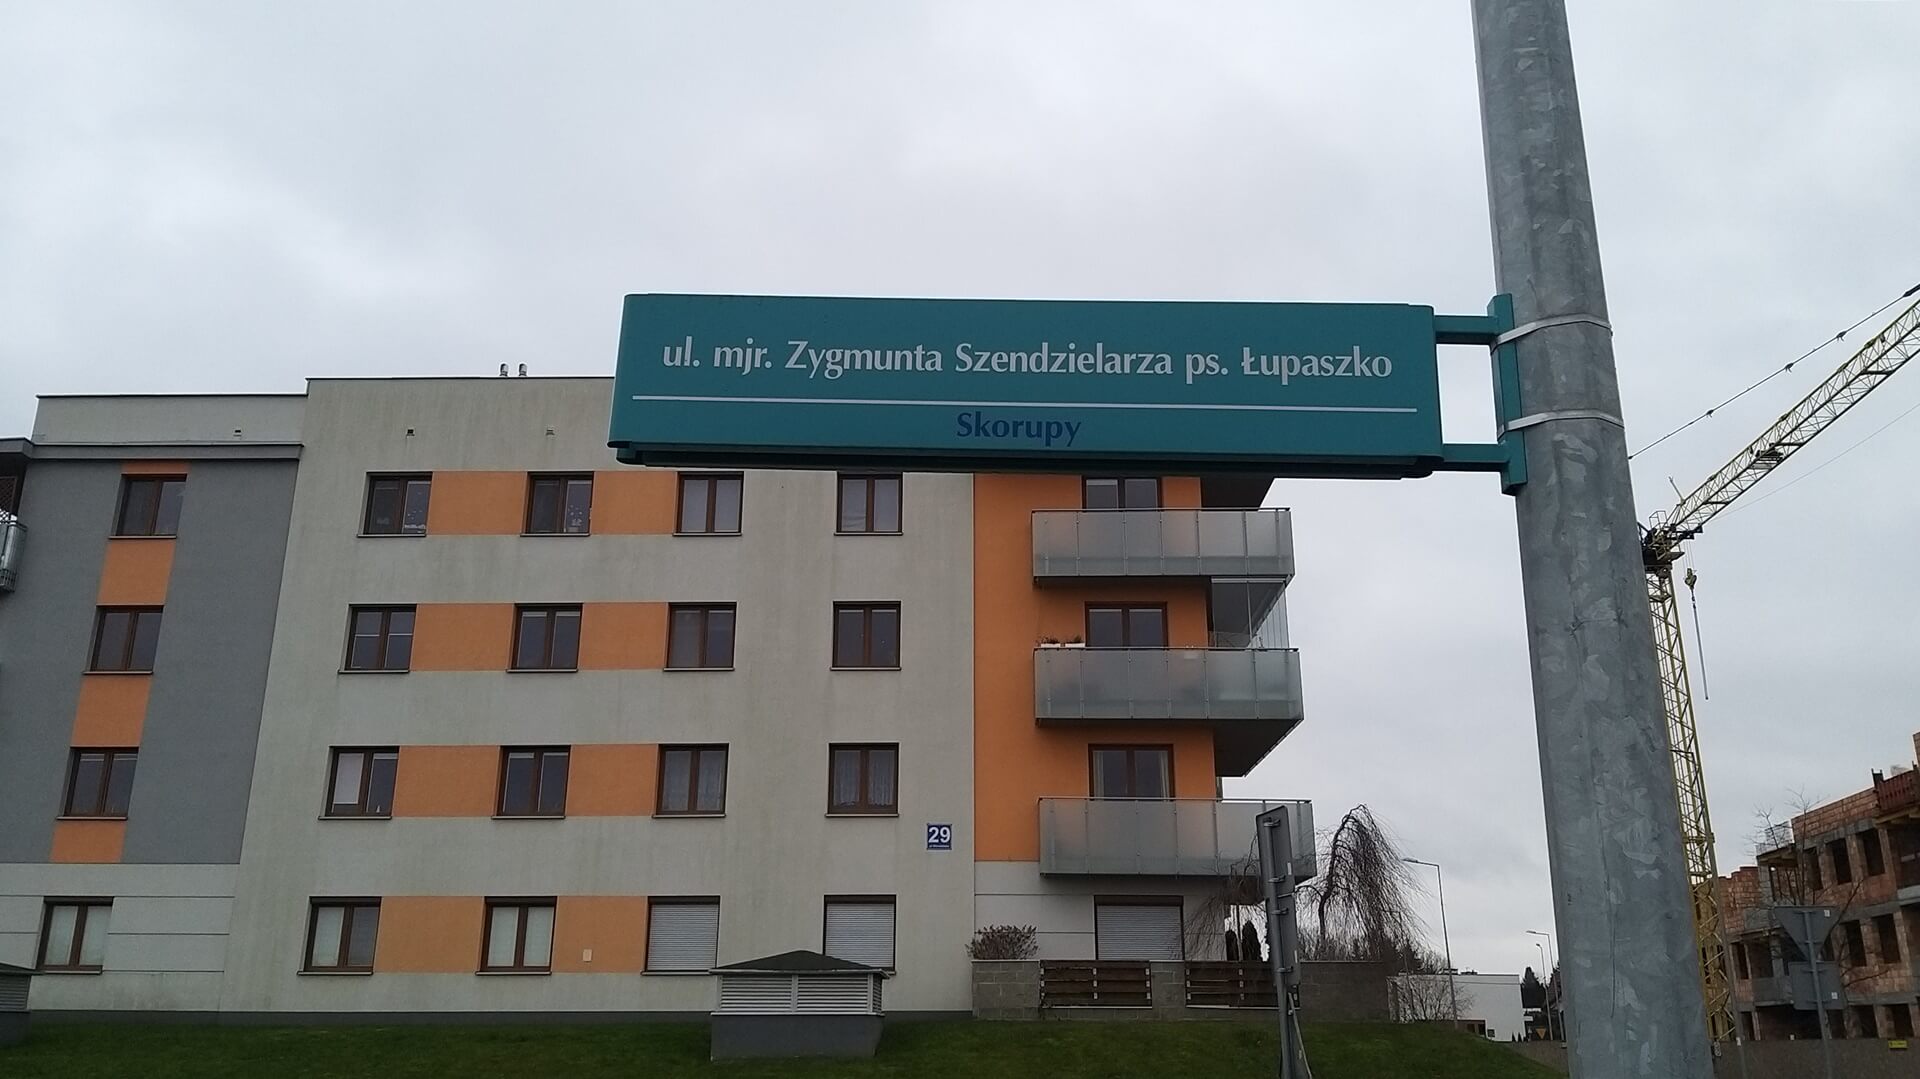 ul. mjr. Zygmunta Szendzielarza ps. Łupaszko
Skorupy
29